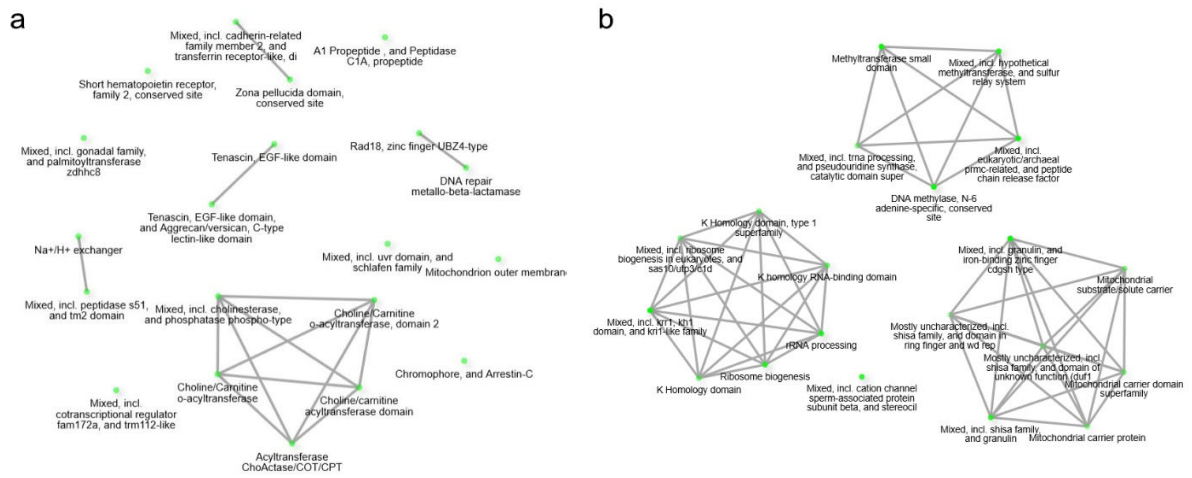 a
Mixed, incl. cadherin-related
family member 2, and
transferrin receptor-like, di
A1 Propeptide , and Peptidase
C1A, propeptide
Short hematopoietin receptor,
family 2, conserved site
Zona pellucida domain,
conserved site
Mixed, incl. gonadal family,
and palmitoyltransferase
zdhhc8
Tenascin, EGF-like domain
Rad18, zinc finger UBZ4-type
DNA repair
metallo-beta-lactamase
Tenascin, EGF-like domain,
and Aggrecan/versican, C-type
lectin-like domain
Na+/H+ exchanger
Mixed, incl. uvr domain, and
schlafen family
Mitochondrion outer membrane
Mixed, incl. peptidase s51,
and tm2 domain
Mixed, incl. cholinesterase,
and phosphatase phospho-type
Choline/Carnitine
o-acyltransferase, domain 2
Chromophore, and Arrestin-C
Choline/Carnitine
o-acyltransferase
Choline/carnitine
acyltransferase domain
Mixed, incl.
cotranscriptional regulator
fam172a, and trm112-like
Acyltransferase
ChoActase/COT/CPT
b
Methyltransferase small
domain
Mixed, incl. hypothetical
methyltransferase, and sulfur
relay system
Mixed, incl. trna processing,
and pseudouridine synthase,
catalytic domain super
Mixed, incl.
eukaryotic/archaeal
prmc-related, and peptide
chain release factor
DNA methylase, N-6
adenine-specific, conserved
site
K Homology domain, type 1
superfamily
Mixed, incl. ribosome
biogenesis in eukaryotes, and
sas10/utp3/c1d
K homology RNA-binding domain
Mixed, incl. krr1, kh1
domain, and kri1-like family
rRNA processing
Ribosome biogenesis
K Homology domain
Mixed, incl. cation channel
sperm-associated protein
subunit beta, and stereocil
Mixed, incl. granulin, and
iron-binding zinc finger
cdgsh type
Mitochondrial
substrate/solute carrier
Mostly uncharacterized, incl.
shisa family, and domain in
ring finger and wd rep
Mostly uncharacterized, incl.
shisa family, and domain of
unknown function (duf1
Mitochondrial carrier domain
superfamily
Mixed, incl. shisa family,
and granulin
Mitochondrial carrier protein